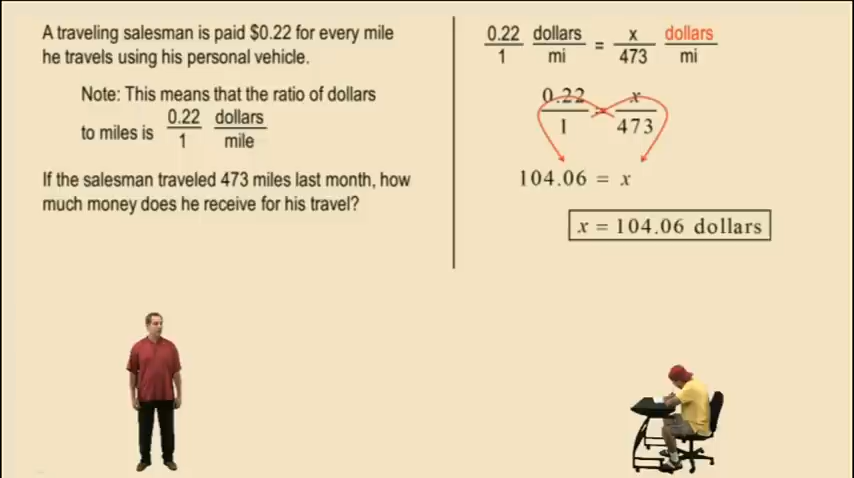 A traveling salesman is paid $0.22 for every mile
he travels using his personal vehicle.
Note: This means that the ratio of dollars
to miles is 0.22/1 dollars/mile
If the salesman traveled 473 miles last month, how
much money does he receive for his travel?
0.22/1 dollars/mi = x/473 dollars/mi
0.22/1 = x/473
104.06 = x
x = 104.06 dollars